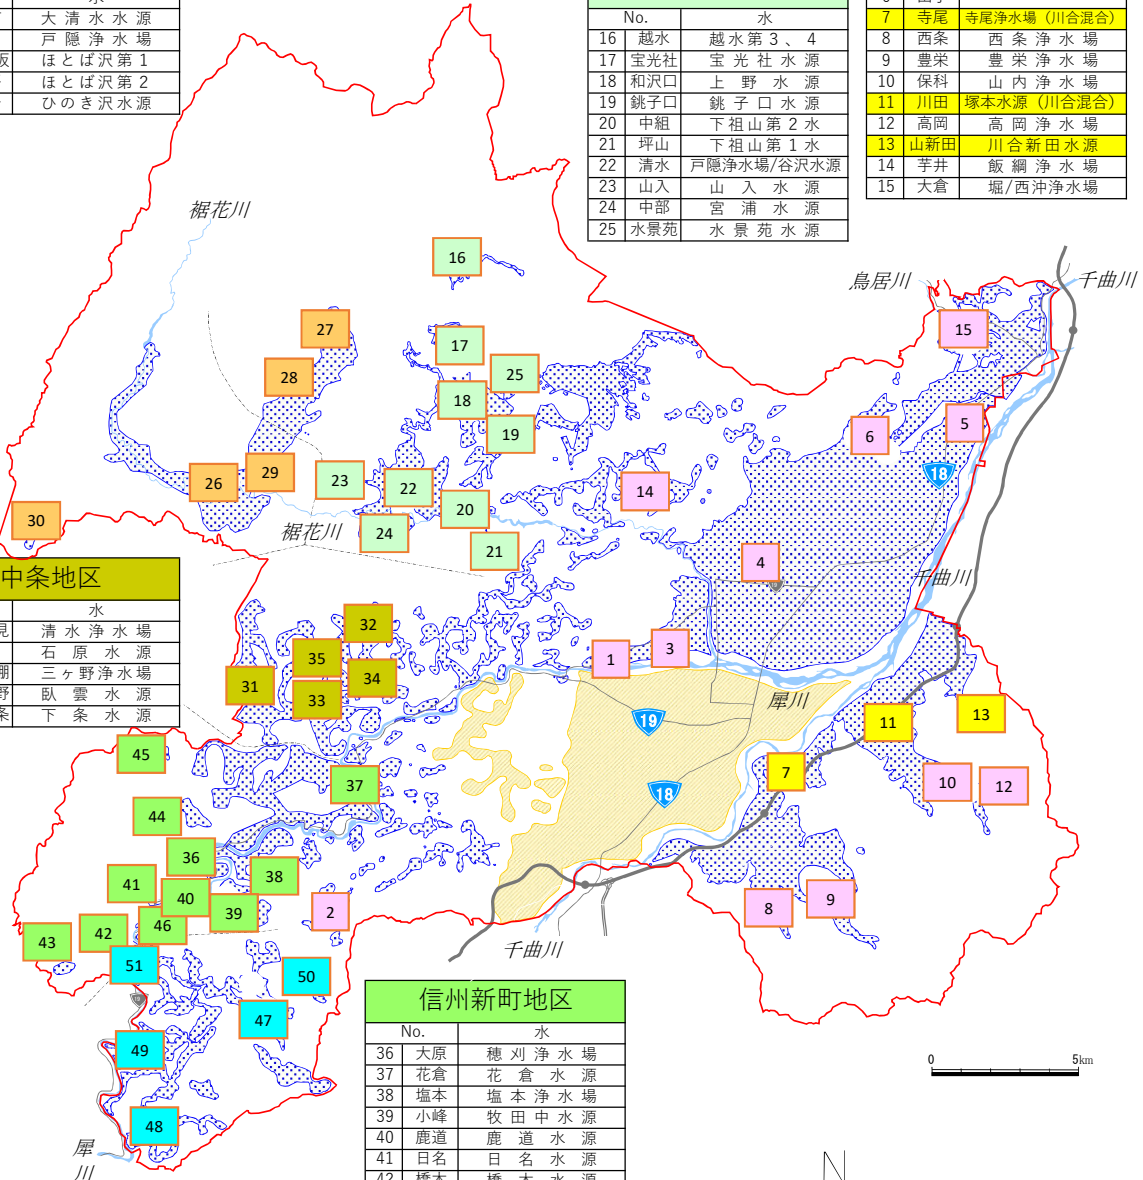 大清水水源
戸隠浄水場
ほとば沢第１
ほとば沢第２
ひのき沢水源
No. 水
16 越水 越水第３、４
17 宝光社 宝光社水源
18 和沢口 上野水源
19 銚子口 銚子口水源
20 中組 下祖山第２水
21 坪山 下祖山第１水
22 清水 戸隠浄水場/谷沢水源
23 山入 山入水源
24 中部 宮浦水源
25 水景苑 水景苑水源
7 寺尾 寺尾浄水場（川合混合）
8 西条 西条浄水場
9 豊栄 豊栄浄水場
10 保科 山内浄水場
11 川田 塚本水源（川合混合）
12 高岡 高岡浄水場
13 山新田 川合新田水源
14 芋井 飯綱浄水場
15 大倉 堀/西沖浄水場
裾花川
16
鳥居川
千曲川
27
15
17
28
25
18
5
19
6
18
29
23
26
22
14
20
30
24
裾花川
21
4
千曲川
中条地区
水
清水浄水場
石原水源
三ヶ野浄水場
臥雲水源
下条水源
32
35
34
31
33
1
3
犀川
19
11
13
45
7
37
18
10
12
44
36
41
38
40
39
2
46
42
43
8
9
51
50
千曲川
47
49
48
犀川
信州新町地区
No. 水
36 大原 穂刈浄水場
37 花倉 花倉水源
38 塩本 塩本浄水場
39 小峰 牧田中水源
40 鹿道 鹿道水源
41 日名 日名水源
42 橋木 橋木水源
0 5km
N